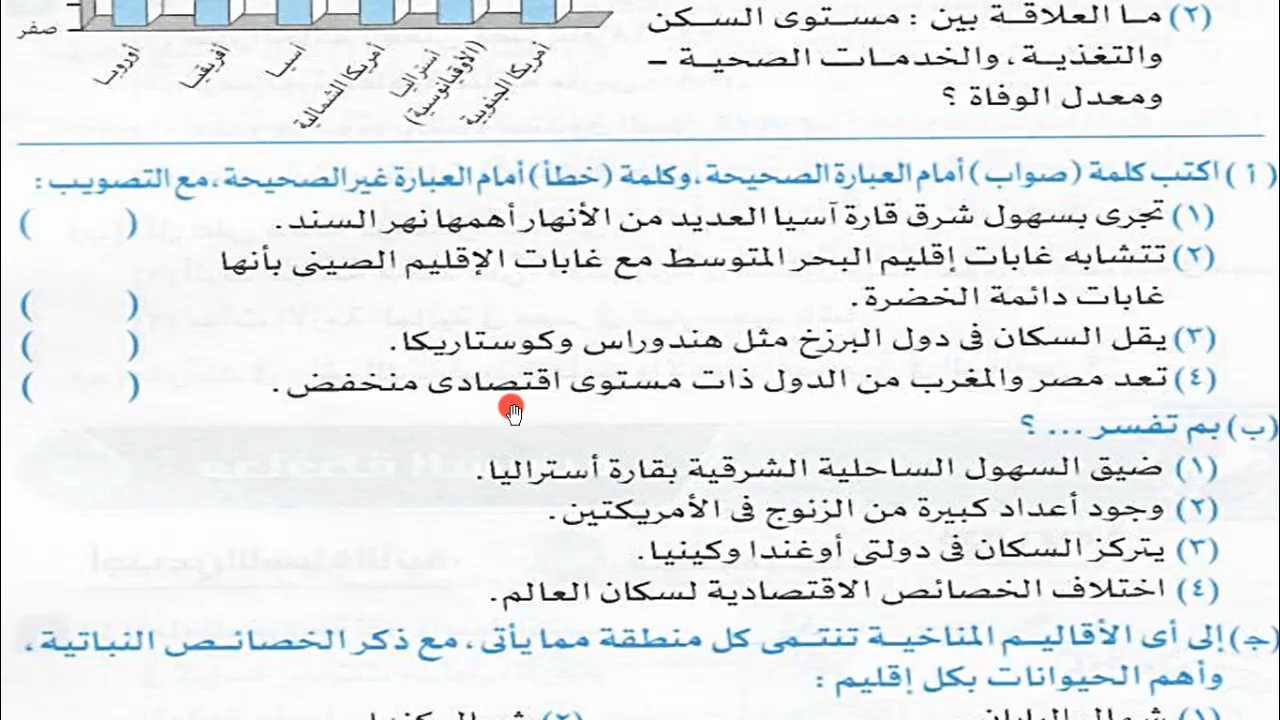 صفر
أوروبا
أفريقيا
آسيا
أمريكا الشمالية
أستراليا (الأوقيانوسية)
أمريكا الجنوبية
(٢) ما العلاقة بين : مستوى السكن
والتغذية، والخدمات الصحية –
ومعدل الوفاة ؟
( أ ) اكتب كلمة (صواب) أمام العبارة الصحيحة، وكلمة (خطأ) أمام العبارة غير الصحيحة، مع التصويب :
(١) تجرى بسهول شرق قارة آسيا العديد من الأنهار أهمها نهر السند. ( )
(٢) تتشابه غابات إقليم البحر المتوسط مع غابات الإقليم الصينى بأنها
غابات دائمة الخضرة. ( )
(٣) يقل السكان فى دول البرزخ مثل هندوراس وكوستاريكا. ( )
(٤) تعد مصر والمغرب من الدول ذات مستوى اقتصادى منخفض. ( )
(ب) بم تفسر ... ؟
(١) ضيق السهول الساحلية الشرقية بقارة أستراليا.
(٢) وجود أعداد كبيرة من الزنوج فى الأمريكتين.
(٣) يتركز السكان فى دولتى أوغندا وكينيا.
(٤) اختلاف الخصائص الاقتصادية لسكان العالم.
(جـ) إلى أى الأقاليم المناخية تنتمى كل منطقة مما يأتى، مع ذكر الخصائص النباتية،
وأهم الحيوانات بكل إقليم :
(١) شمال اليابان. (٢)